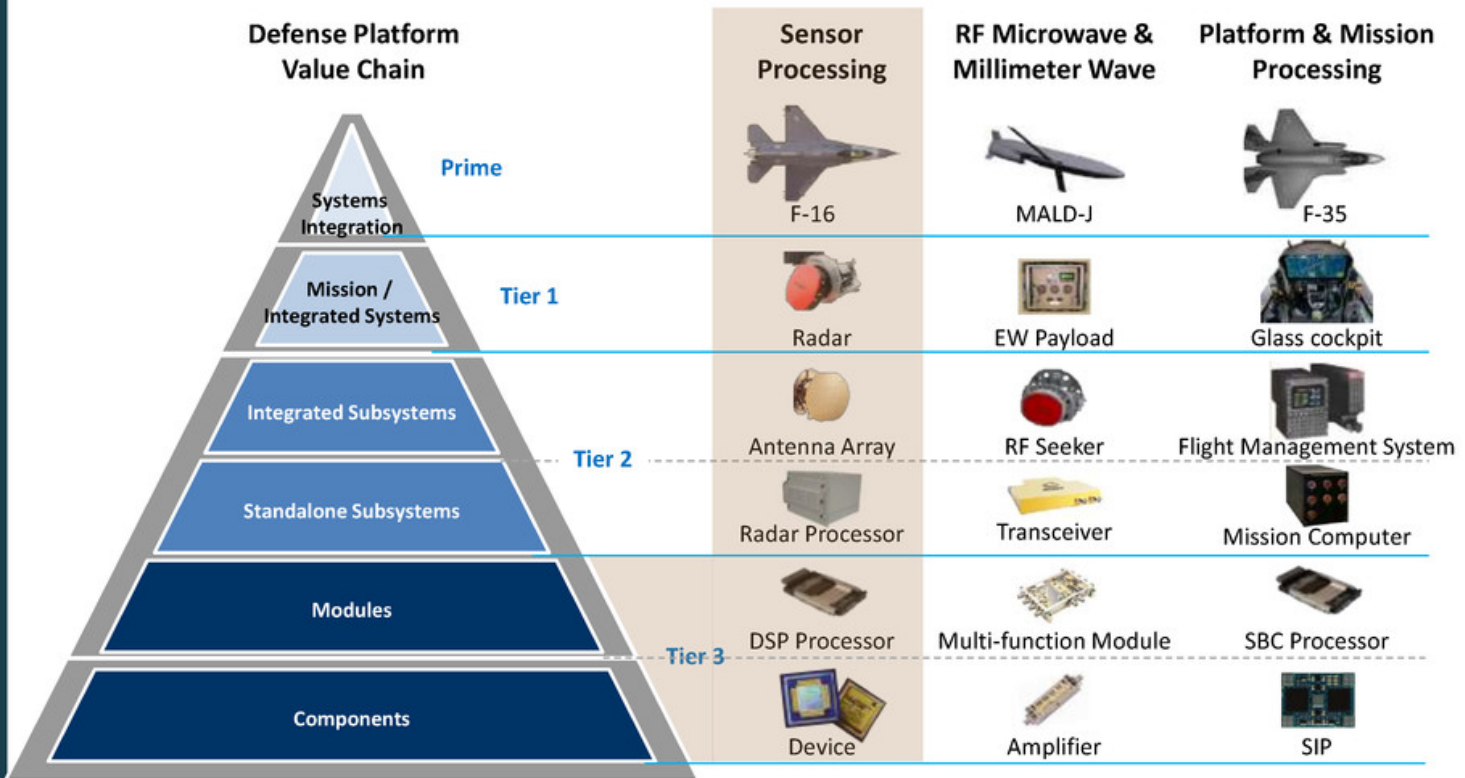 Defense Platform
Value Chain
Sensor
Processing
RF Microwave &
Millimeter Wave
Platform & Mission
Processing
Systems
Integration
Prime
F-16
MALD-J
F-35
Mission /
Integrated Systems
Tier 1
Radar
EW Payload
Glass cockpit
Integrated Subsystems
Antenna Array
RF Seeker
Flight Management System
Tier 2
Standalone Subsystems
Radar Processor
Transceiver
Mission Computer
Modules
DSP Processor
Multi-function Module
SBC Processor
Tier 3
Components
Device
Amplifier
SIP